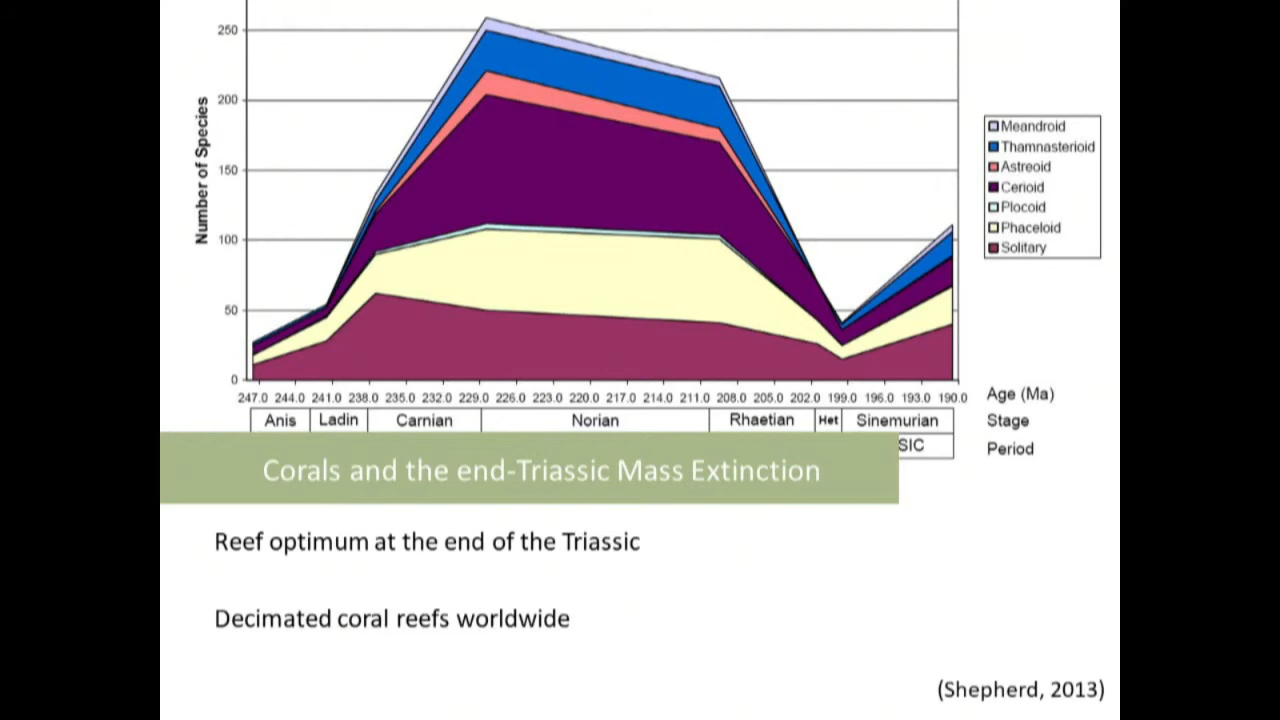 250
200
150
100
50
0
Number of Species
Meandroid
Thamnasterioid
Astreoid
Cerioid
Plocoid
Phaceloid
Solitary
247.0 244.0 241.0 238.0 235.0 232.0 229.0 226.0 223.0 220.0 217.0 214.0 211.0 208.0 205.0 202.0 199.0 196.0 193.0 190.0 Age (Ma)
Anis Ladin Carnian Norian Rhaetian Het Sinemurian Stage
SIC Period
Corals and the end-Triassic Mass Extinction
Reef optimum at the end of the Triassic
Decimated coral reefs worldwide
(Shepherd, 2013)